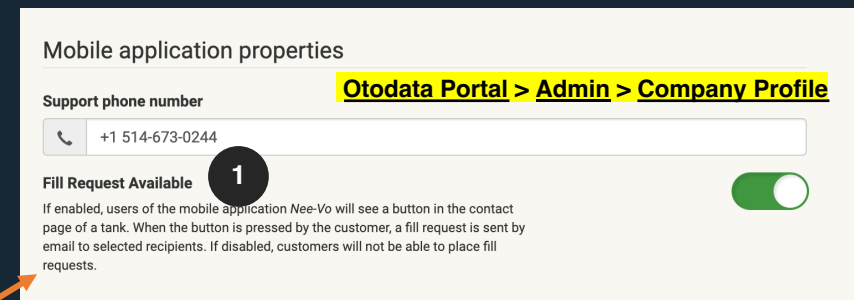 Mobile application properties
Otodata Portal > Admin > Company Profile
Support phone number
+1 514-673-0244
Fill Request Available
1
If enabled, users of the mobile application Nee-Vo will see a button in the contact
page of a tank. When the button is pressed by the customer, a fill request is sent by
email to selected recipients. If disabled, customers will not be able to place fill
requests.